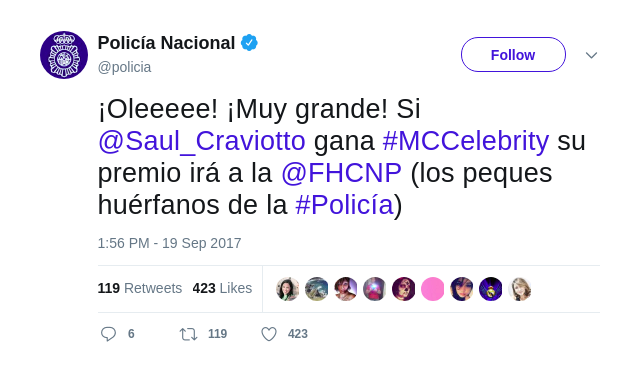 Policía Nacional
@policia
Follow
¡Oleeeee! ¡Muy grande! Si
@Saul_Craviotto gana #MCCelebrity su
premio irá a la @FHCNP (los peques
huérfanos de la #Policía)
1:56 PM - 19 Sep 2017
119 Retweets 423 Likes
6 119 423